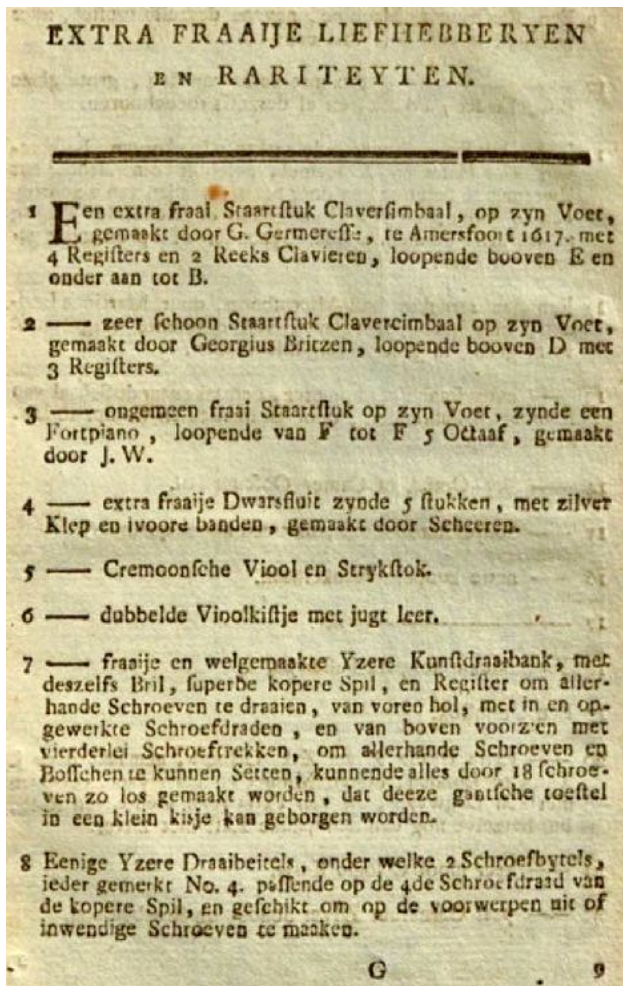 EXTRA FRAAIJE LIEFHEBBERYEN
EN RARITEYTEN.
1 Een extra fraai Staartſtuk Claverſimbaal, op zyn Voet,
gemaakt door G. Germereſſe, te Amersfoort 1617. met
4 Regiſters en 2 Reeks Clavieren, loopende booven E en
onder aan tot B.
2 —— zeer ſchoon Staartſtuk Clavercimbaal op zyn Voet,
gemaakt door Georgius Britzen, loopende booven D met
3 Regiſters.
3 —— ongemeen fraai Staartſtuk op zyn Voet, zynde een
Fortpiano, loopende van F tot F 5 Octaaf, gemaakt
door J. W.
4 —— extra fraaije Dwarsfluit zynde 5 ſtukken, met zilver
Klep en ivoore banden, gemaakt door Scheeren.
5 —— Cremoonſche Viool en Strykſtok.
6 —— dubbelde Vioolkiſtje met jugt leer.
7 —— fraaije en welgemaakte Yzere Kunſtdraaibank, met
deszelfs Bril, ſuperbe kopere Spil, en Regiſter om aller-
hande Schroeven te draaien, van voren hol, met in en op-
gewerkte Schroefdraden, en van boven voorzien met
vierderlei Schroeftrekken, om allerhande Schroeven en
Boſſchen te kunnen Setten, kunnende alles door 18 ſchroe-
ven zo los gemaakt worden, dat deeze gantſche toeſtel
in een klein kisje kan geborgen worden.
8 Eenige Yzere Draaibeitels, onder welke 2 Schroefbytels,
ieder gemerkt No. 4. paſſende op de 4de Schroefdraad van
de kopere Spil, en geſchikt om op de voorwerpen uit of
inwendige Schroeven te maaken.
G 9